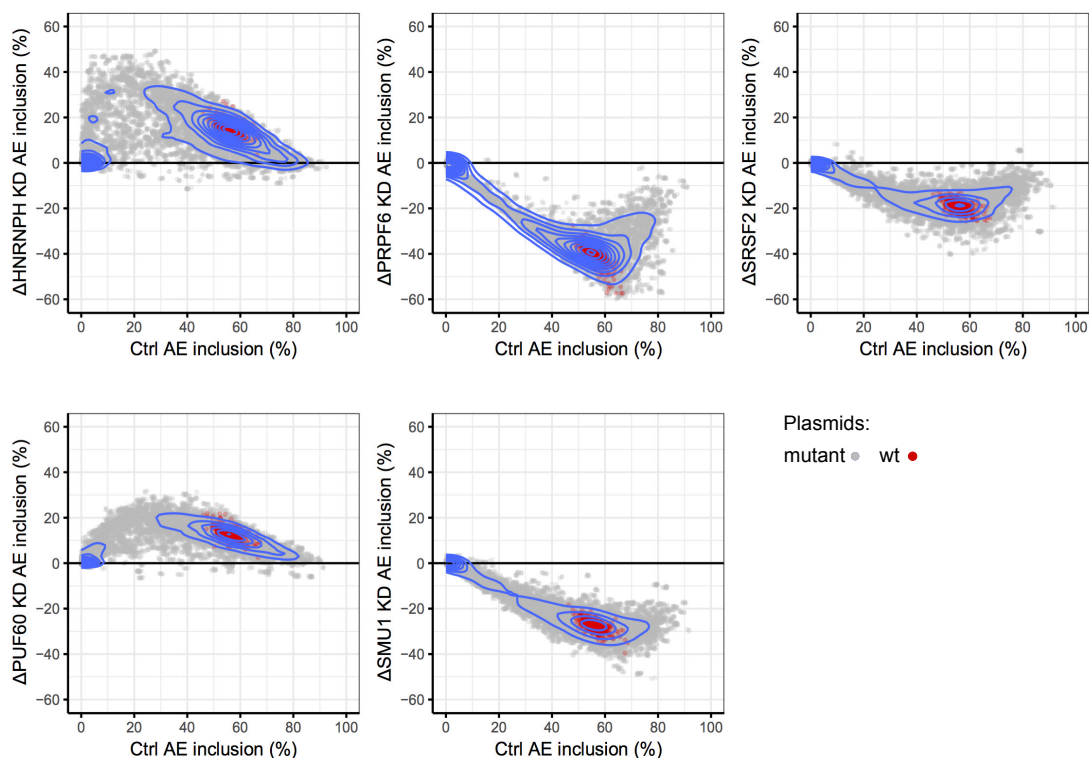 ΔHNRNPH KD AE inclusion (%)
60
40
20
0
−20
−40
−60
0 20 40 60 80 100
Ctrl AE inclusion (%)
ΔPRPF6 KD AE inclusion (%)
60
40
20
0
−20
−40
−60
0 20 40 60 80 100
Ctrl AE inclusion (%)
ΔSRSF2 KD AE inclusion (%)
60
40
20
0
−20
−40
−60
0 20 40 60 80 100
Ctrl AE inclusion (%)
ΔPUF60 KD AE inclusion (%)
60
40
20
0
−20
−40
−60
0 20 40 60 80 100
Ctrl AE inclusion (%)
ΔSMU1 KD AE inclusion (%)
60
40
20
0
−20
−40
−60
0 20 40 60 80 100
Ctrl AE inclusion (%)
Plasmids:
mutant wt